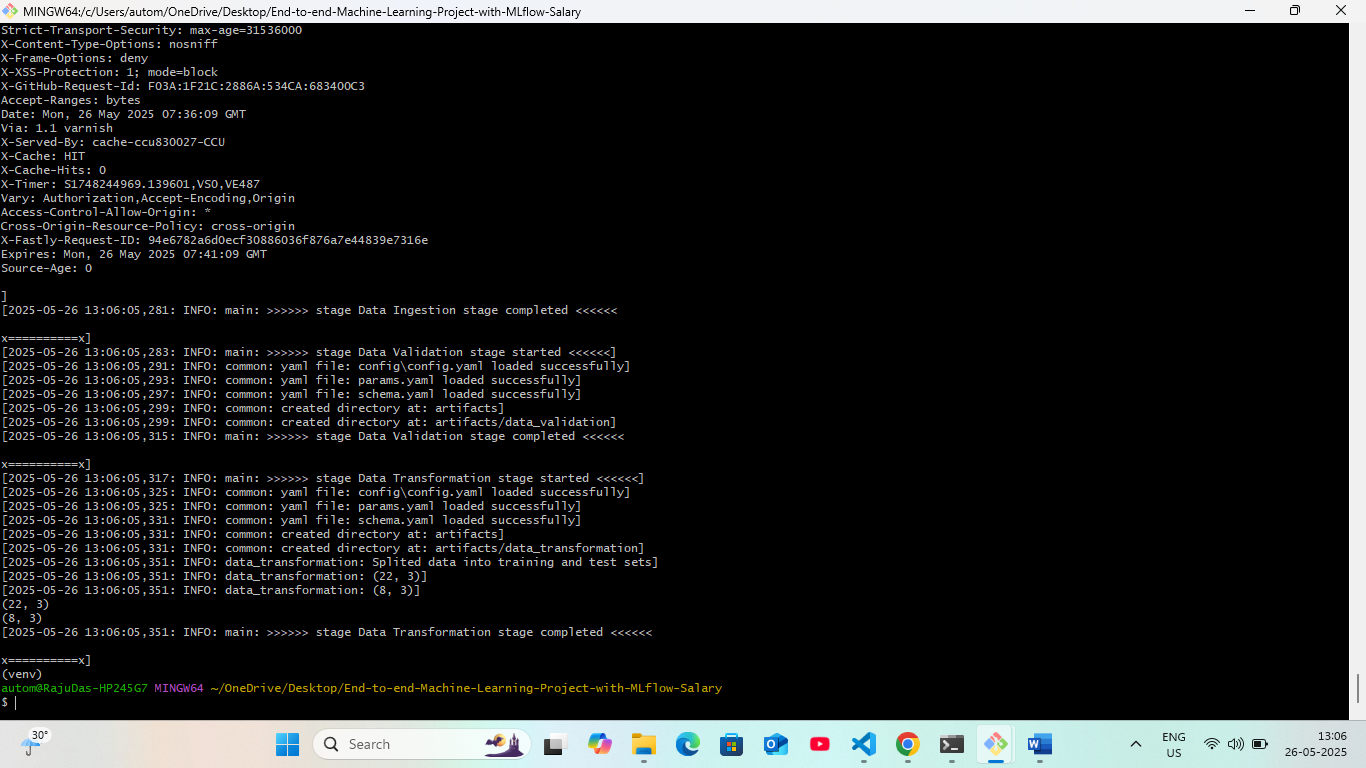 MINGW64:/c/Users/autom/OneDrive/Desktop/End-to-end-Machine-Learning-Project-with-MLflow-Salary
Strict-Transport-Security: max-age=31536000
X-Content-Type-Options: nosniff
X-Frame-Options: deny
X-XSS-Protection: 1; mode=block
X-GitHub-Request-Id: F03A:1F21C:2886A:534CA:683400C3
Accept-Ranges: bytes
Date: Mon, 26 May 2025 07:36:09 GMT
Via: 1.1 varnish
X-Served-By: cache-ccu830027-CCU
X-Cache: HIT
X-Cache-Hits: 0
X-Timer: S1748244969.139601,VS0,VE487
Vary: Authorization,Accept-Encoding,Origin
Access-Control-Allow-Origin: *
Cross-Origin-Resource-Policy: cross-origin
X-Fastly-Request-ID: 94e6782a6d0ecf30886036f876a7e44839e7316e
Expires: Mon, 26 May 2025 07:41:09 GMT
Source-Age: 0
]
[2025-05-26 13:06:05,281: INFO: main: >>>>>> stage Data Ingestion stage completed <<<<<<
x==========x]
[2025-05-26 13:06:05,283: INFO: main: >>>>>> stage Data Validation stage started <<<<<<]
[2025-05-26 13:06:05,291: INFO: common: yaml file: config\config.yaml loaded successfully]
[2025-05-26 13:06:05,293: INFO: common: yaml file: params.yaml loaded successfully]
[2025-05-26 13:06:05,297: INFO: common: yaml file: schema.yaml loaded successfully]
[2025-05-26 13:06:05,299: INFO: common: created directory at: artifacts]
[2025-05-26 13:06:05,299: INFO: common: created directory at: artifacts/data_validation]
[2025-05-26 13:06:05,315: INFO: main: >>>>>> stage Data Validation stage completed <<<<<<
x==========x]
[2025-05-26 13:06:05,317: INFO: main: >>>>>> stage Data Transformation stage started <<<<<<]
[2025-05-26 13:06:05,325: INFO: common: yaml file: config\config.yaml loaded successfully]
[2025-05-26 13:06:05,325: INFO: common: yaml file: params.yaml loaded successfully]
[2025-05-26 13:06:05,331: INFO: common: yaml file: schema.yaml loaded successfully]
[2025-05-26 13:06:05,331: INFO: common: created directory at: artifacts]
[2025-05-26 13:06:05,331: INFO: common: created directory at: artifacts/data_transformation]
[2025-05-26 13:06:05,351: INFO: data_transformation: Splited data into training and test sets]
[2025-05-26 13:06:05,351: INFO: data_transformation: (22, 3)]
[2025-05-26 13:06:05,351: INFO: data_transformation: (8, 3)]
(22, 3)
(8, 3)
[2025-05-26 13:06:05,351: INFO: main: >>>>>> stage Data Transformation stage completed <<<<<<
x==========x]
(venv)
autom@RajuDas-HP245G7 MINGW64 ~/OneDrive/Desktop/End-to-end-Machine-Learning-Project-with-MLflow-Salary
$
30°
Search
ENG
US
13:06
26-05-2025